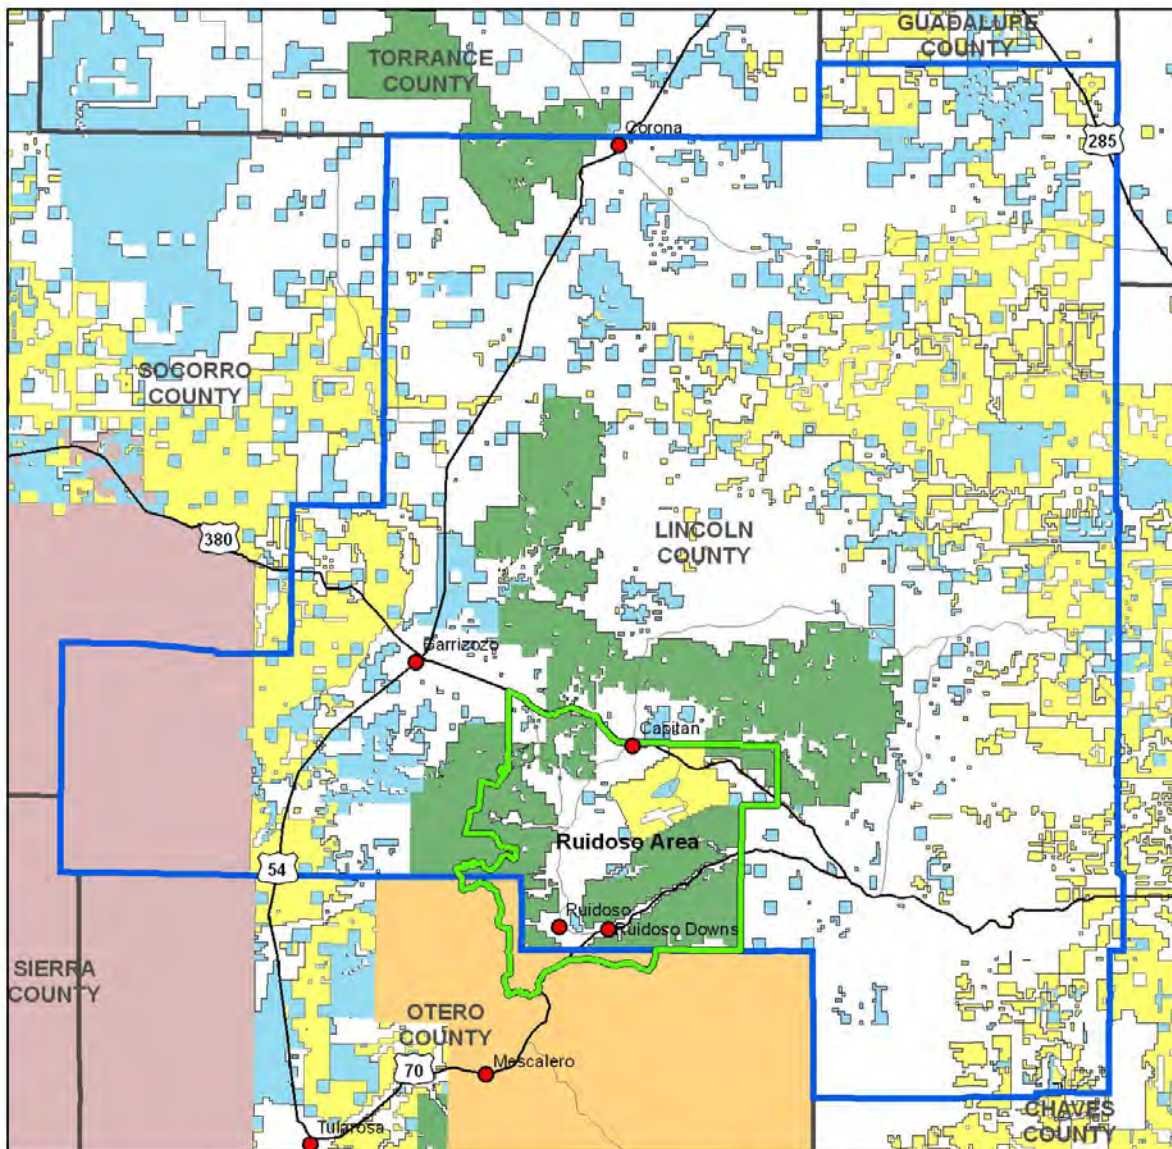 GUADALUPE
COUNTY
TORRANCE
COUNTY
Corona
285
SOCORRO
COUNTY
380
LINCOLN
COUNTY
Carrizozo
Capitan
Ruidoso Area
54
Ruidoso
Ruidoso Downs
SIERRA
COUNTY
OTERO
COUNTY
70
Mescalero
CHAVES
COUNTY
Tularosa